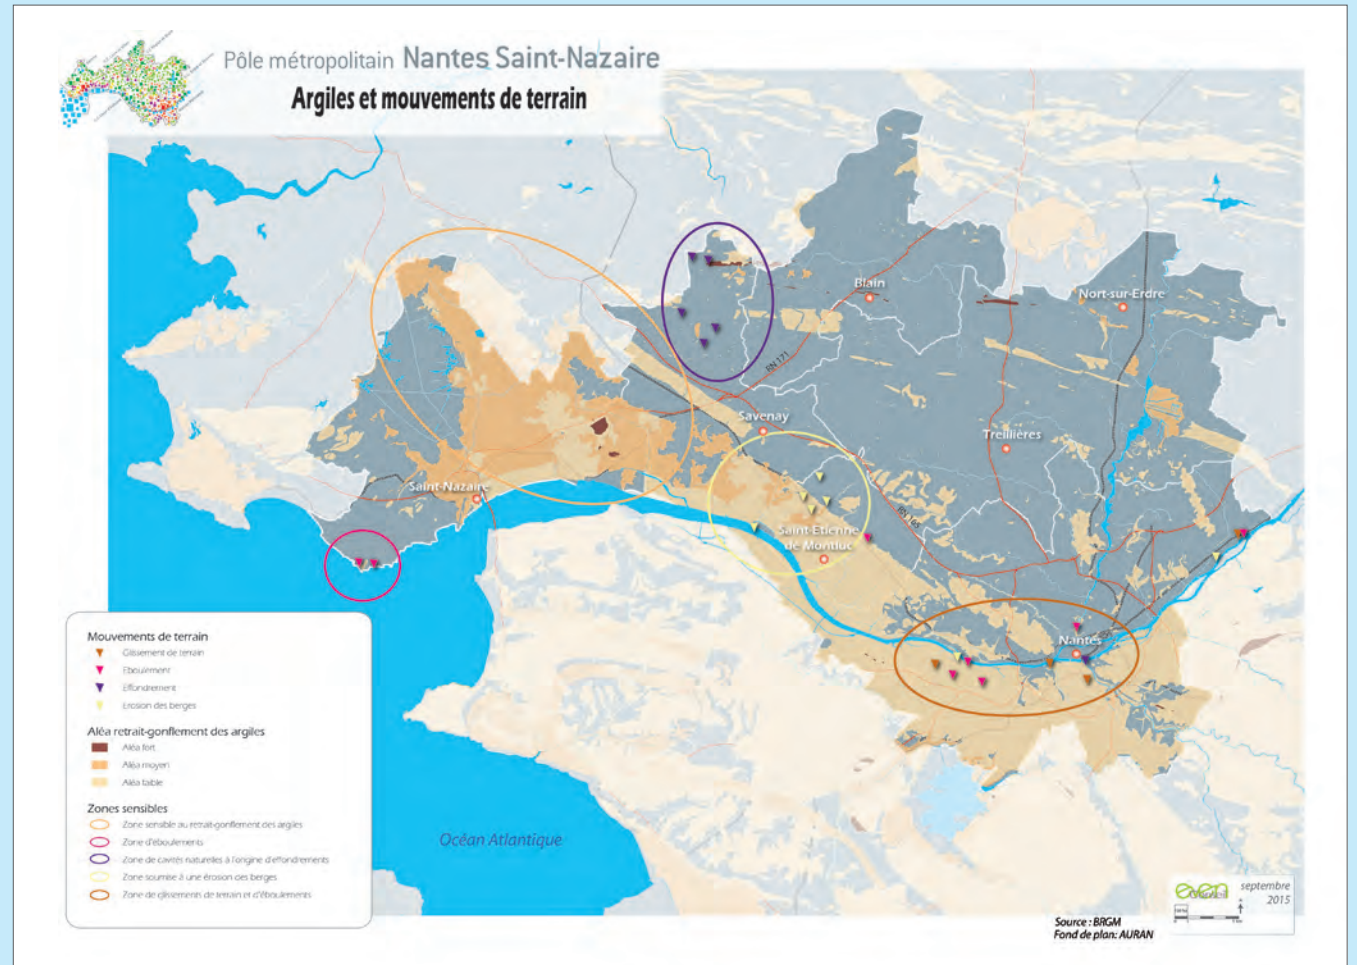 Pôle métropolitain Nantes Saint-Nazaire
Argiles et mouvements de terrain
Blain
Nort-sur-Erdre
RN 171
Savenay
Treillières
Saint-Nazaire
RN 165
Saint-Etienne
de Montluc
Nantes
Mouvements de terrain
Glissement de terrain
Eboulement
Effondrement
Erosion des berges
Aléa retrait-gonflement des argiles
Aléa fort
Aléa moyen
Aléa faible
Zones sensibles
Zone sensible au retrait-gonflement des argiles
Zone d'éboulements
Zone de cavités naturelles à l'origine d'effondrements
Zone soumise à une érosion des berges
Zone de glissements de terrain et d'éboulements
Océan Atlantique
septembre
2015
Source : BRGM
Fond de plan: AURAN